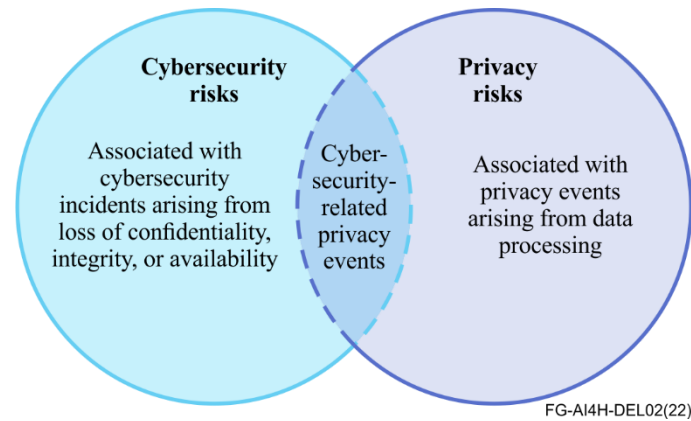 Cybersecurity
risks
Associated with
cybersecurity
incidents arising from
loss of confidentiality,
integrity, or availability
Cyber-
security-
related
privacy
events
Privacy
risks
Associated with
privacy events
arising from data
processing
FG-AI4H-DEL02(22)